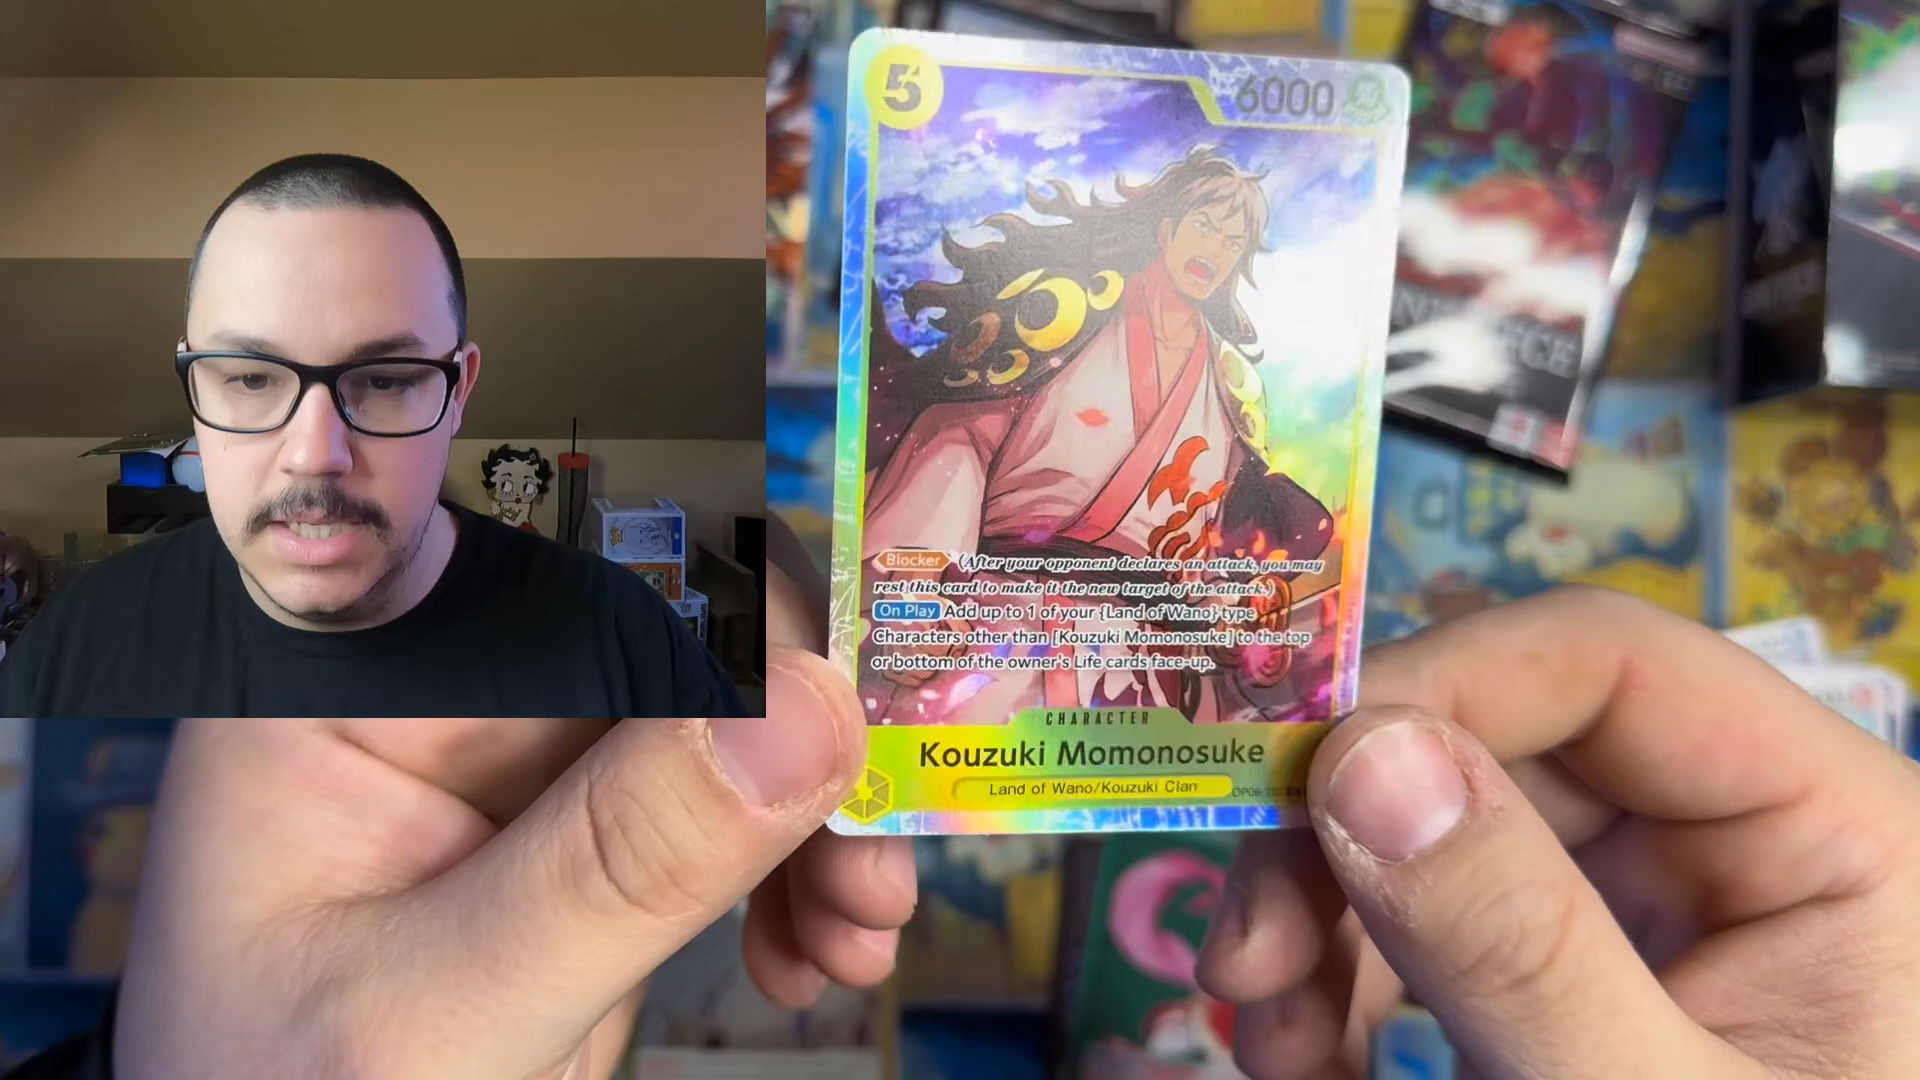 5
6000
Blocker (After your opponent declares an attack, you may
rest this card to make it the new target of the attack.)
On Play Add up to 1 of your {Land of Wano} type
Characters other than [Kouzuki Momonosuke] to the top
or bottom of the owner's Life cards face-up.
CHARACTER
Kouzuki Momonosuke
Land of Wano/Kouzuki Clan